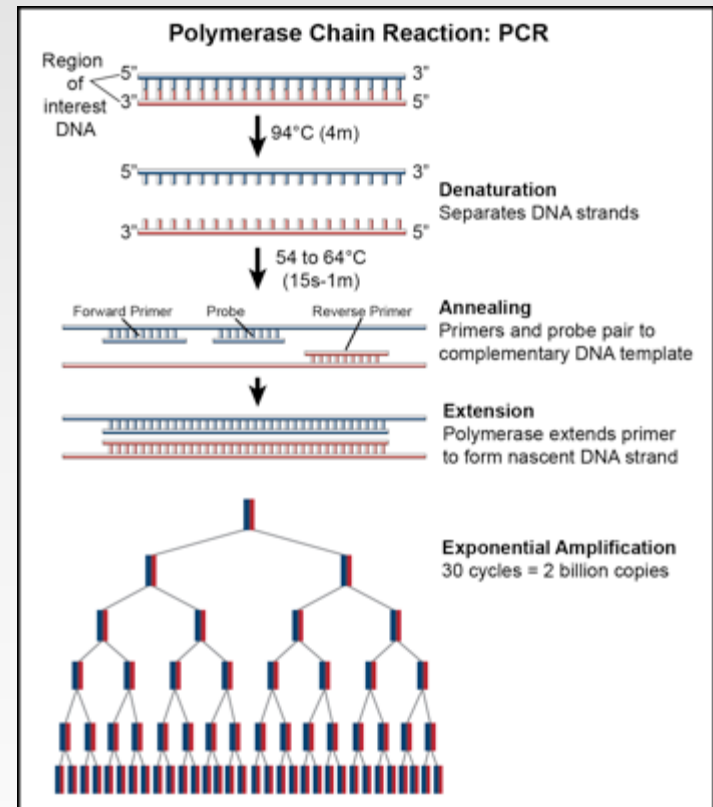 Polymerase Chain Reaction: PCR
Region of interest DNA
5” 3”
3” 5”
94°C (4m)
5” 3”
3” 5”
Denaturation
Separates DNA strands
54 to 64°C
(15s-1m)
Forward Primer Probe Reverse Primer
Annealing
Primers and probe pair to
complementary DNA template
Extension
Polymerase extends primer
to form nascent DNA strand
Exponential Amplification
30 cycles = 2 billion copies